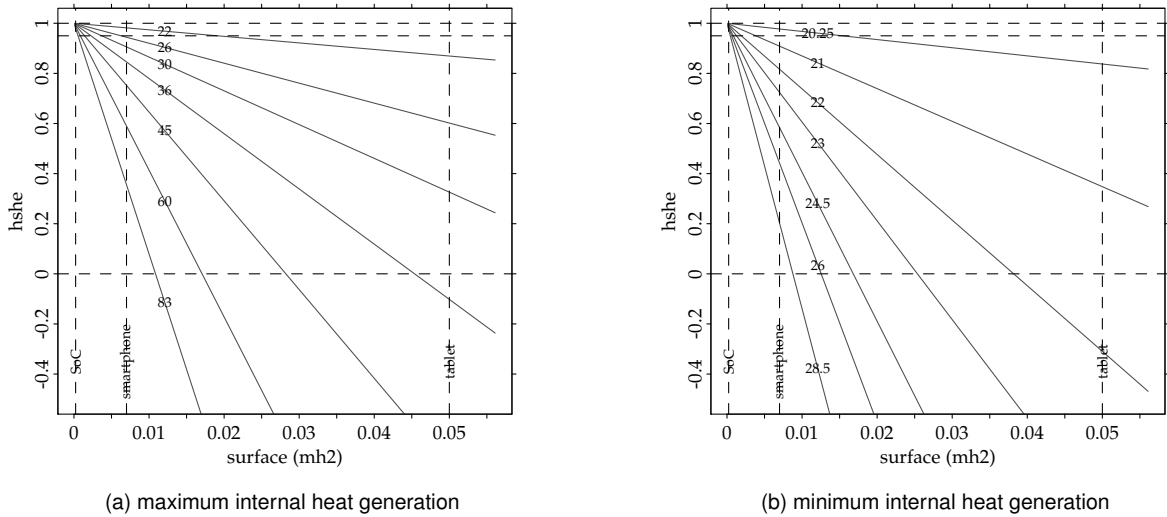 1
0.8
0.6
0.4
0.2
0
-0.2
-0.4
hshe
22
26
30
36
45
60
83
SoC
smartphone
tablet
0 0.01 0.02 0.03 0.04 0.05
surface (mh2)
(a) maximum internal heat generation
1
0.8
0.6
0.4
0.2
0
-0.2
-0.4
hshe
20.25
21
22
23
24.5
26
28.5
SoC
smartphone
tablet
0 0.01 0.02 0.03 0.04 0.05
surface (mh2)
(b) minimum internal heat generation